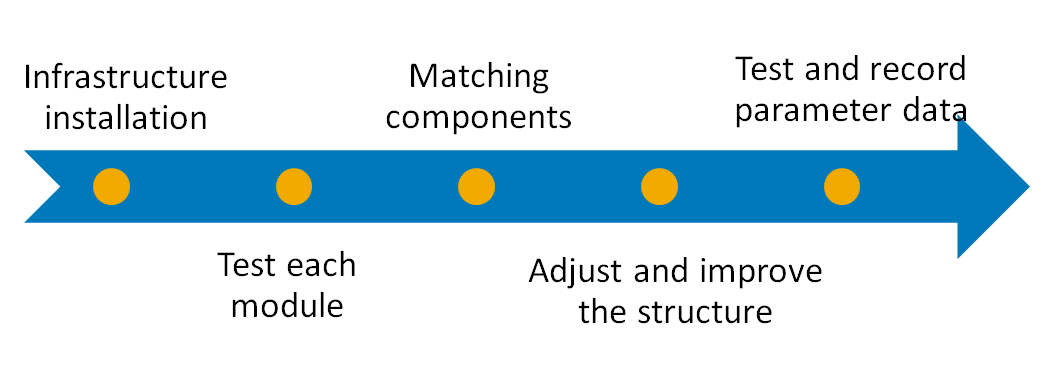 Infrastructure
installation
Test each
module
Matching
components
Adjust and improve
the structure
Test and record
parameter data